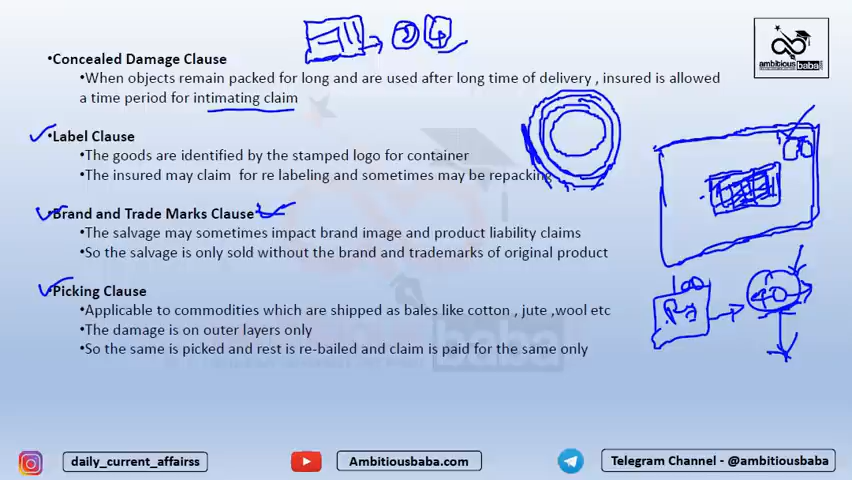 •Concealed Damage Clause
•When objects remain packed for long and are used after long time of delivery , insured is allowed
a time period for intimating claim
•Label Clause
•The goods are identified by the stamped logo for container
•The insured may claim for re labeling and sometimes may be repacking
•Brand and Trade Marks Clause
•The salvage may sometimes impact brand image and product liability claims
•So the salvage is only sold without the brand and trademarks of original product
•Picking Clause
•Applicable to commodities which are shipped as bales like cotton , jute ,wool etc
•The damage is on outer layers only
•So the same is picked and rest is re-bailed and claim is paid for the same only
100
40
ambitious
baba
baba
daily_current_affairss
Ambitiousbaba.com
Telegram Channel - @ambitiousbaba